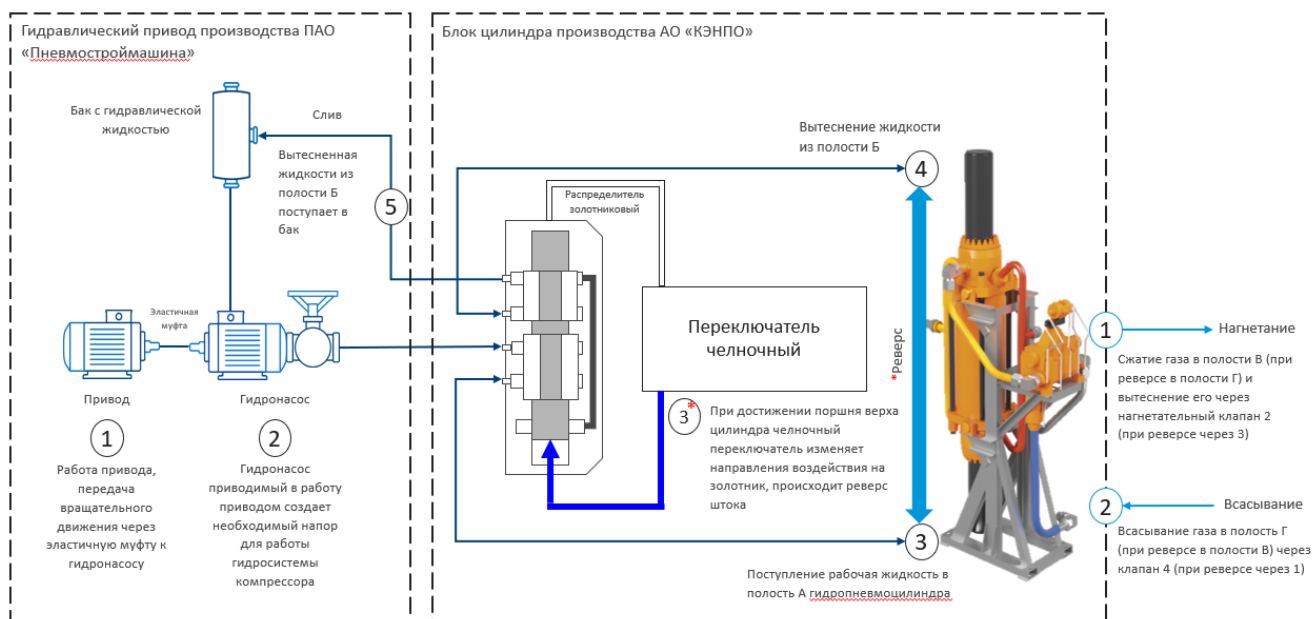 Гидравлический привод производства ПАО
«Пневмостроймашина»
Бак с гидравлической
жидкостью
Слив
Вытесненная
жидкости из
полости Б
поступает в
бак
5
Эластичная
муфта
Привод
1
Работа привода,
передача
вращательного
движения через
эластичную муфту к
гидронасосу
Гидронасос
2
Гидронасос
приводимый в работу
приводом создает
необходимый напор
для работы
гидросистемы
компрессора
Блок цилиндра производства АО «КЭНПО»
Распределитель
золотниковый
Переключатель
челночный
3*
При достижении поршня верха
цилиндра челночный
переключатель изменяет
направления воздействия на
золотник, происходит реверс
штока
Вытеснение жидкости
из полости Б
4
*Реверс
3
Поступление рабочая жидкость в
полость А гидропневмоцилиндра
1
Нагнетание
Сжатие газа в полости В (при
реверсе в полости Г) и
вытеснение его через
нагнетательный клапан 2
(при реверсе через 3)
2
Всасывание
Всасывание газа в полость Г
(при реверсе в полости В) через
клапан 4 (при реверсе через 1)